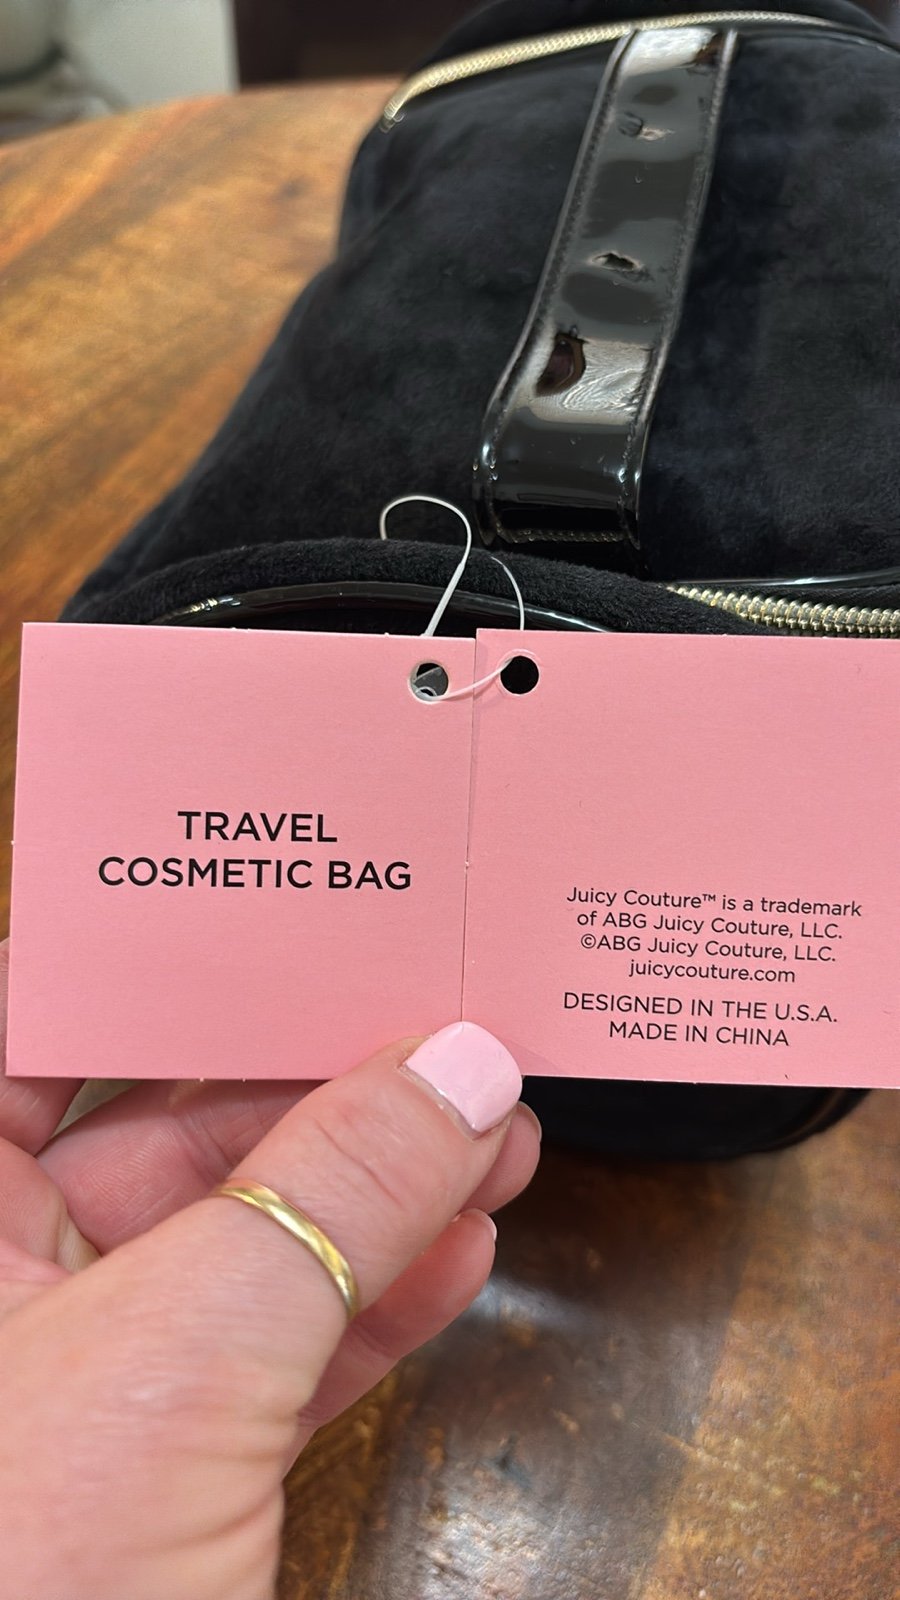 TRAVEL
COSMETIC BAG
Juicy Couture™ is a trademark
of ABG Juicy Couture, LLC.
©ABG Juicy Couture, LLC.
juicycouture.com
DESIGNED IN THE U.S.A.
MADE IN CHINA